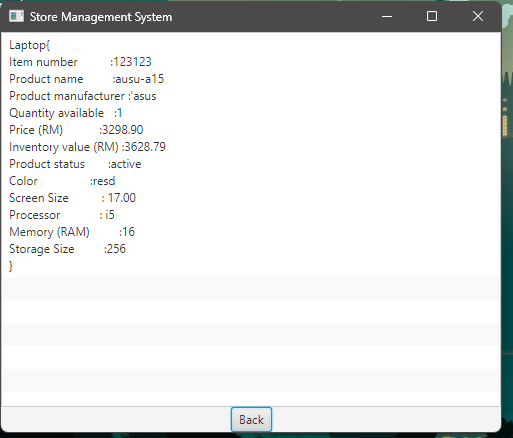 Store Management System
Laptop{
Item number :123123
Product name :ausu-a15
Product manufacturer :'asus
Quantity available :1
Price (RM) :3298.90
Inventory value (RM) :3628.79
Product status :active
Color :resd
Screen Size : 17.00
Processor : i5
Memory (RAM) :16
Storage Size :256
}
Back